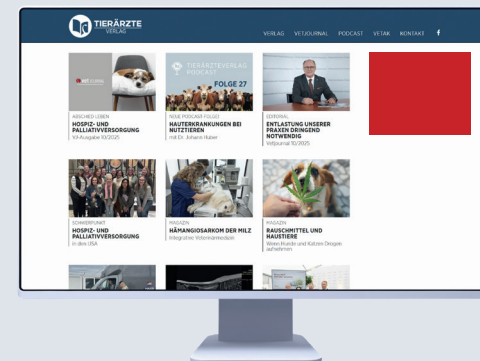 TIERÄRZTE
VERLAG
VERLAG VETJOURNAL PODCAST VETAK KONTAKT
TIERÄRZTEVERLAG
PODCAST
FOLGE 27
ABSCHIED LEBEN
HOSPIZ- UND
PALLIATIVVERSORGUNG
VJ-Ausgabe 10/2025
NEUE PODCAST-FOLGE!
HAUTERKRANKUNGEN BEI
NUTZTIEREN
mit Dr. Johann Huber
EDITORIAL
ENTLASTUNG UNSERER
PRAXEN DRINGEND
NOTWENDIG
VetJournal 10/2025
SCHWERPUNKT
HOSPIZ- UND
PALLIATIVVERSORGUNG
in den USA
MAGAZIN
HÄMANGIOSARKOM DER MILZ
Integrative Veterinärmedizin
MAGAZIN
RAUSCHMITTEL UND
HAUSTIERE
Wenn Hunde und Katzen Drogen
aufnehmen